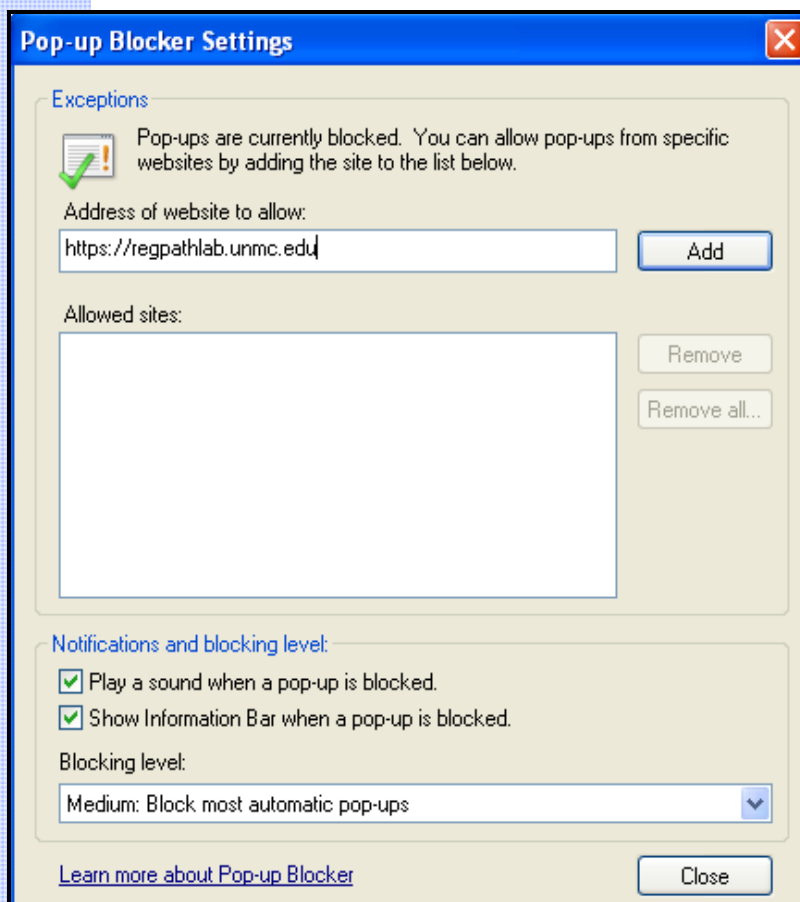 Pop-up Blocker Settings
Exceptions
Pop-ups are currently blocked. You can allow pop-ups from specific
websites by adding the site to the list below.
Address of website to allow:
https://regpathlab.unmc.edu
Add
Allowed sites:
Remove
Remove all...
Notifications and blocking level:
Play a sound when a pop-up is blocked.
Show Information Bar when a pop-up is blocked.
Blocking level:
Medium: Block most automatic pop-ups
Learn more about Pop-up Blocker
Close